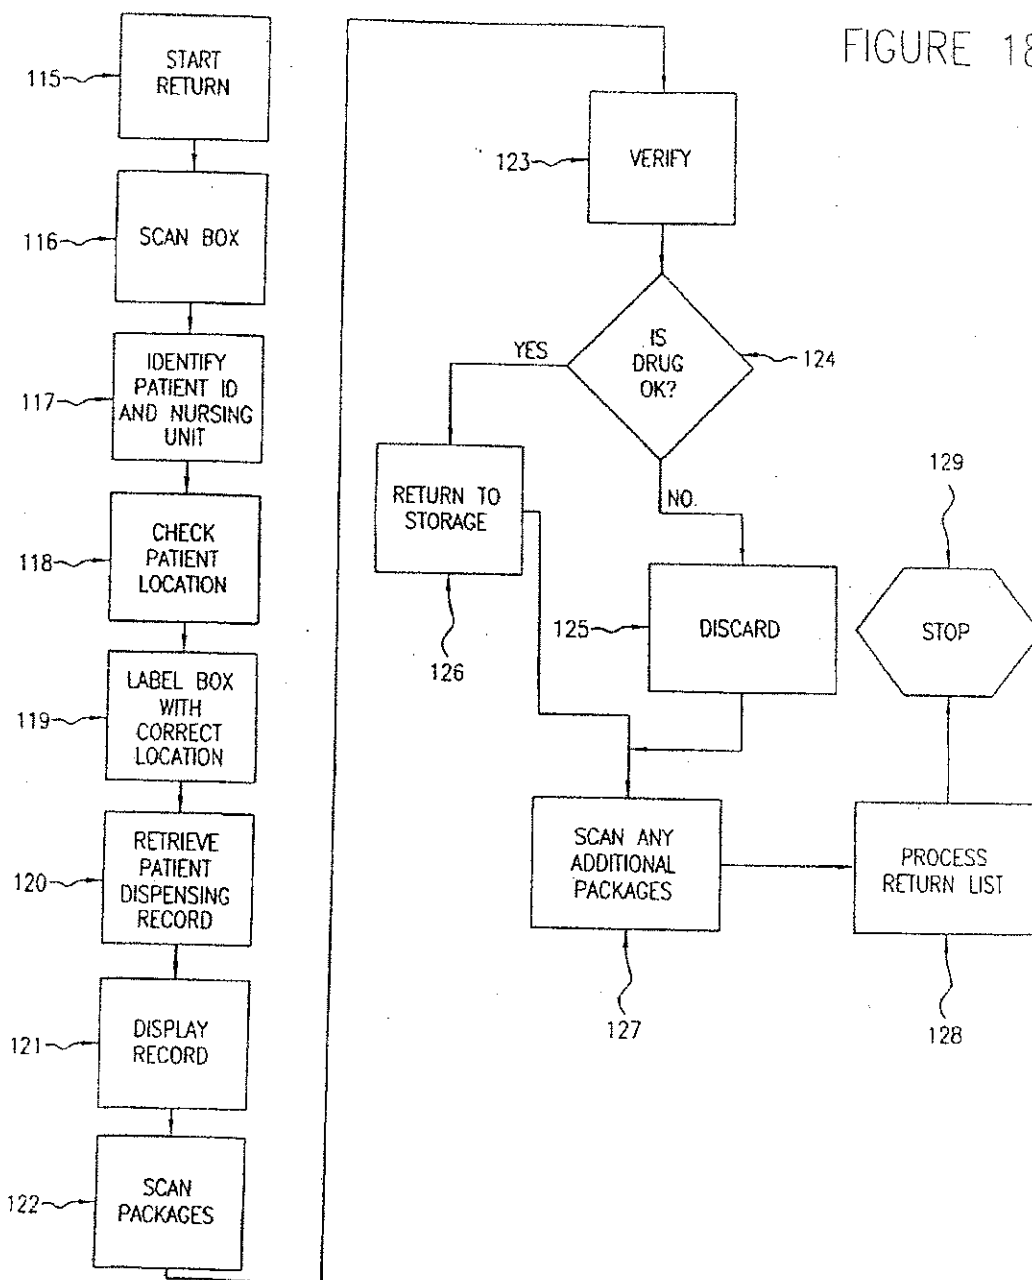 FIGURE 18
115
START
RETURN
116
SCAN BOX
117
IDENTIFY
PATIENT ID
AND NURSING
UNIT
118
CHECK
PATIENT
LOCATION
119
LABEL BOX
WITH
CORRECT
LOCATION
120
RETRIEVE
PATIENT
DISPENSING
RECORD
121
DISPLAY
RECORD
122
SCAN
PACKAGES
123
VERIFY
IS
DRUG
OK?
124
YES
NO.
RETURN TO
STORAGE
126
125
DISCARD
129
STOP
SCAN ANY
ADDITIONAL
PACKAGES
127
PROCESS
RETURN LIST
128